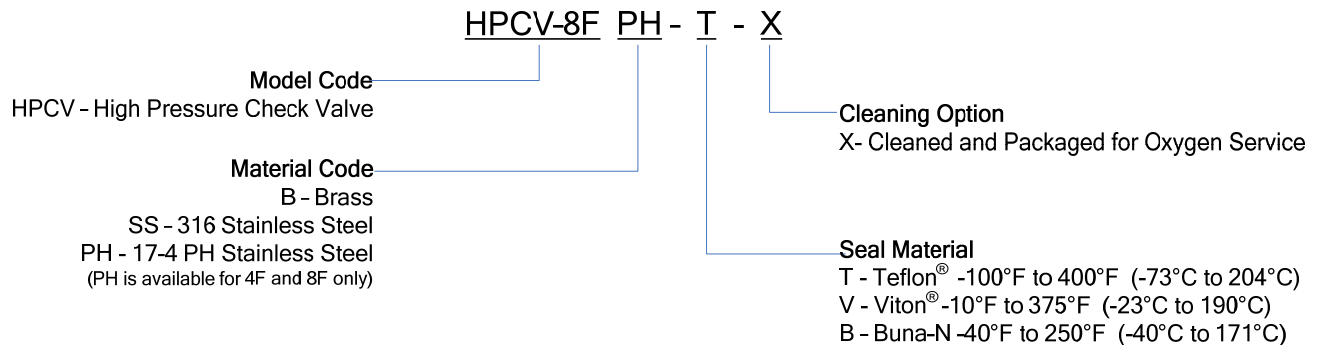 HPCV-8F PH - T - X
Model Code
HPCV – High Pressure Check Valve
Material Code
B – Brass
SS – 316 Stainless Steel
PH - 17-4 PH Stainless Steel
(PH is available for 4F and 8F only)
Cleaning Option
X- Cleaned and Packaged for Oxygen Service
Seal Material
T - Teflon® -100°F to 400°F (-73°C to 204°C)
V - Viton® -10°F to 375°F (-23°C to 190°C)
B – Buna-N -40°F to 250°F (-40°C to 171°C)